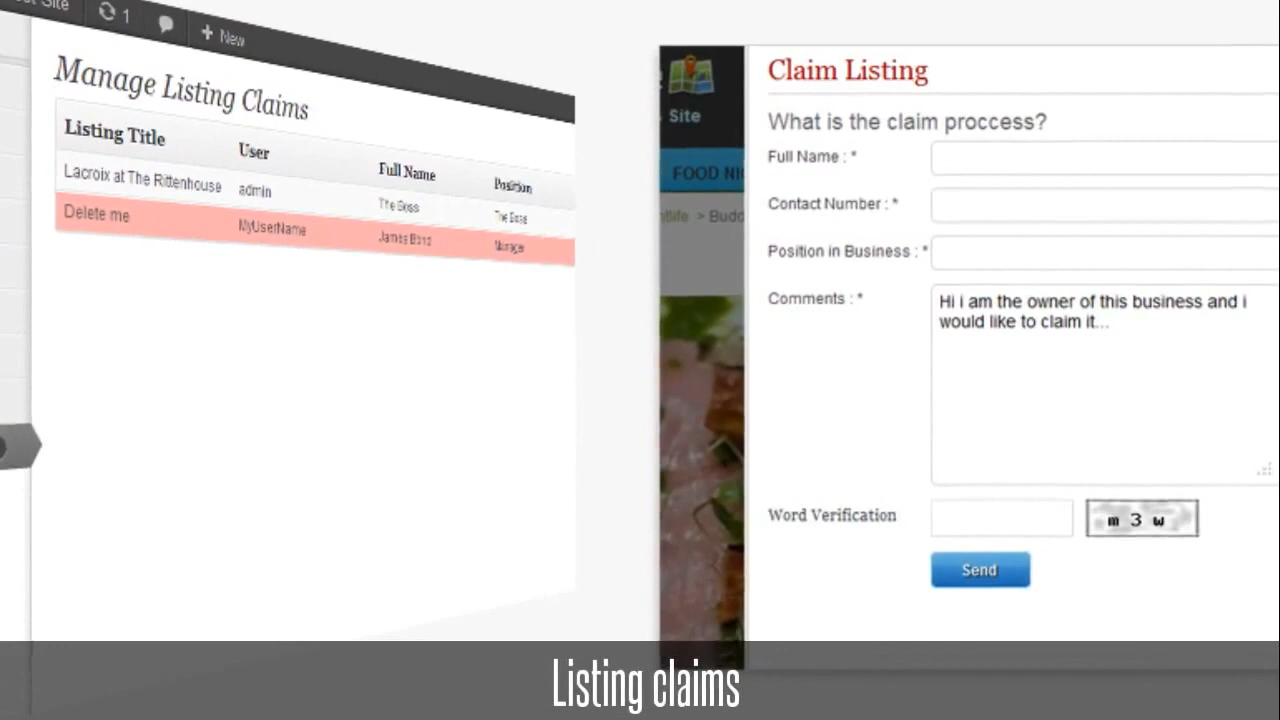 Site
1
New
Manage Listing Claims
Listing Title User Full Name Position
Lacroix at The Rittenhouse admin The Boss The Boss
Delete me MyUserName James Bond Manager
Site
FOOD
> Budd
Claim Listing
What is the claim proccess?
Full Name : *
Contact Number : *
Position in Business : *
Comments : *
Hi i am the owner of this business and i
would like to claim it...
Word Verification
m 3 w
Send
Listing claims